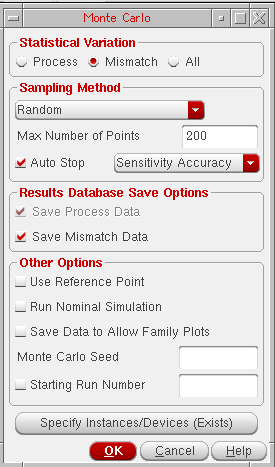 Monte Carlo
Statistical Variation
Process Mismatch All
Sampling Method
Random
Max Number of Points 200
Auto Stop Sensitivity Accuracy
Results Database Save Options
Save Process Data
Save Mismatch Data
Other Options
Use Reference Point
Run Nominal Simulation
Save Data to Allow Family Plots
Monte Carlo Seed
Starting Run Number
Specify Instances/Devices (Exists)
OK Cancel Help